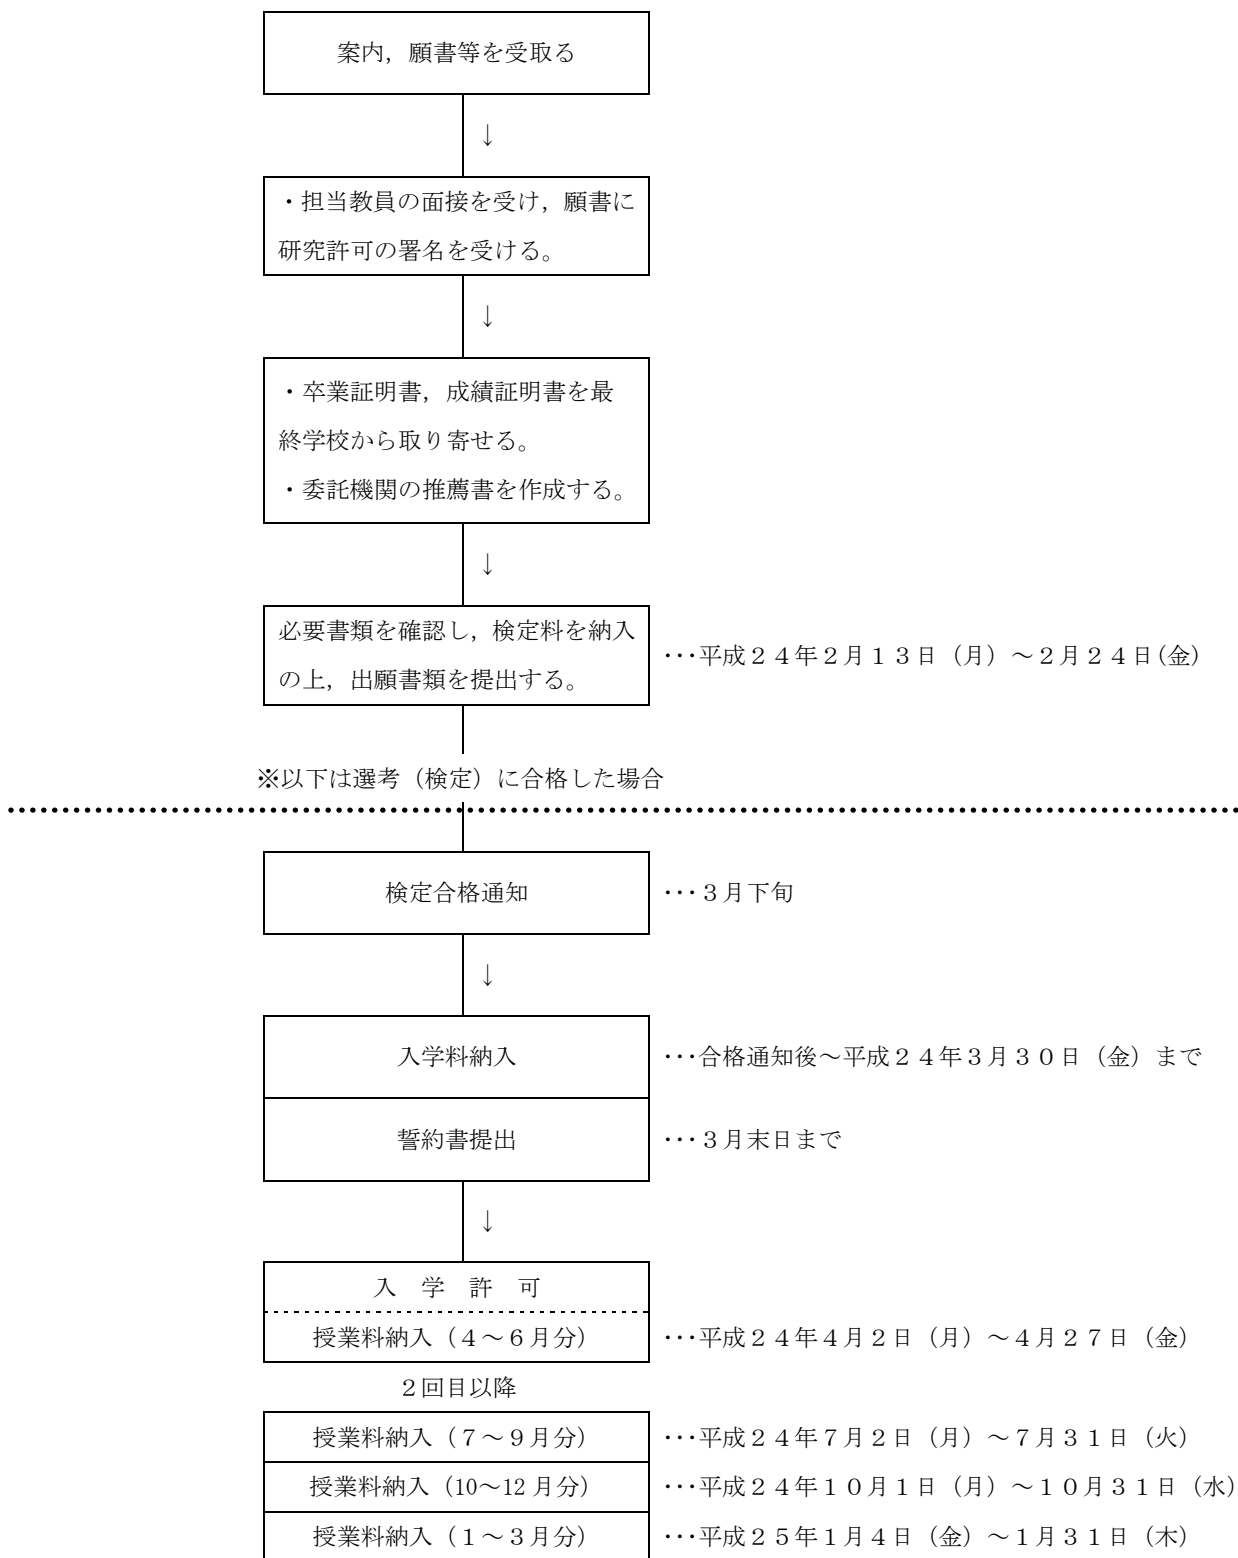 案内，願書等を受取る
↓
・担当教員の面接を受け，願書に
研究許可の署名を受ける。
↓
・卒業証明書，成績証明書を最
終学校から取り寄せる。
・委託機関の推薦書を作成する。
↓
必要書類を確認し，検定料を納入
の上，出願書類を提出する。
･･･平成２４年２月１３日（月）～２月２４日（金）
※以下は選考（検定）に合格した場合
検定合格通知 ･･･３月下旬
↓
入学料納入 ･･･合格通知後～平成２４年３月３０日（金）まで
誓約書提出 ･･･３月末日まで
↓
入　学　許　可
授業料納入（４～６月分） ･･･平成２４年４月２日（月）～４月２７日（金）
２回目以降
授業料納入（７～９月分） ･･･平成２４年７月２日（月）～７月３１日（火）
授業料納入（10～12 月分） ･･･平成２４年１０月１日（月）～１０月３１日（水）
授業料納入（１～３月分） ･･･平成２５年１月４日（金）～１月３１日（木）